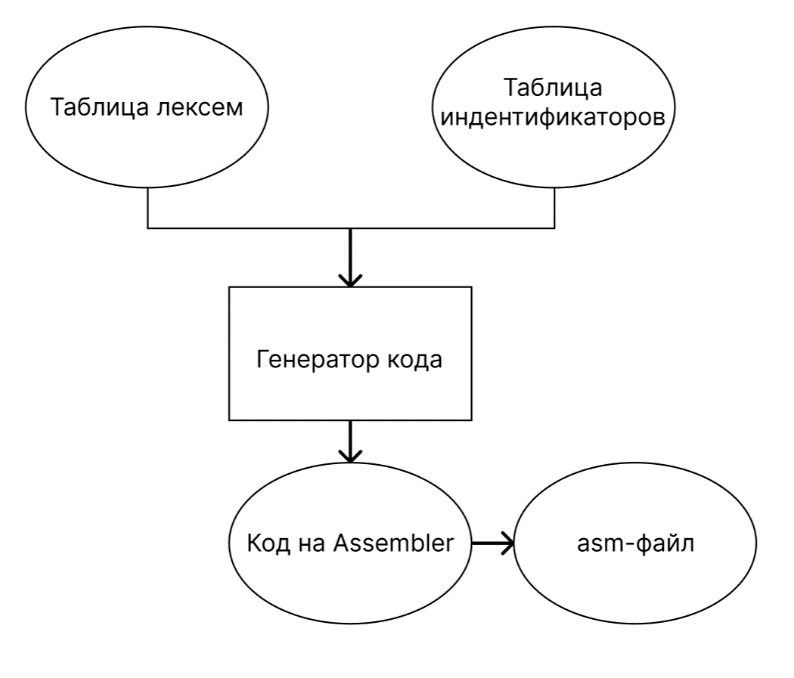 Таблица лексем
Таблица
индентификаторов
Генератор кода
Код на Assembler
asm-файл